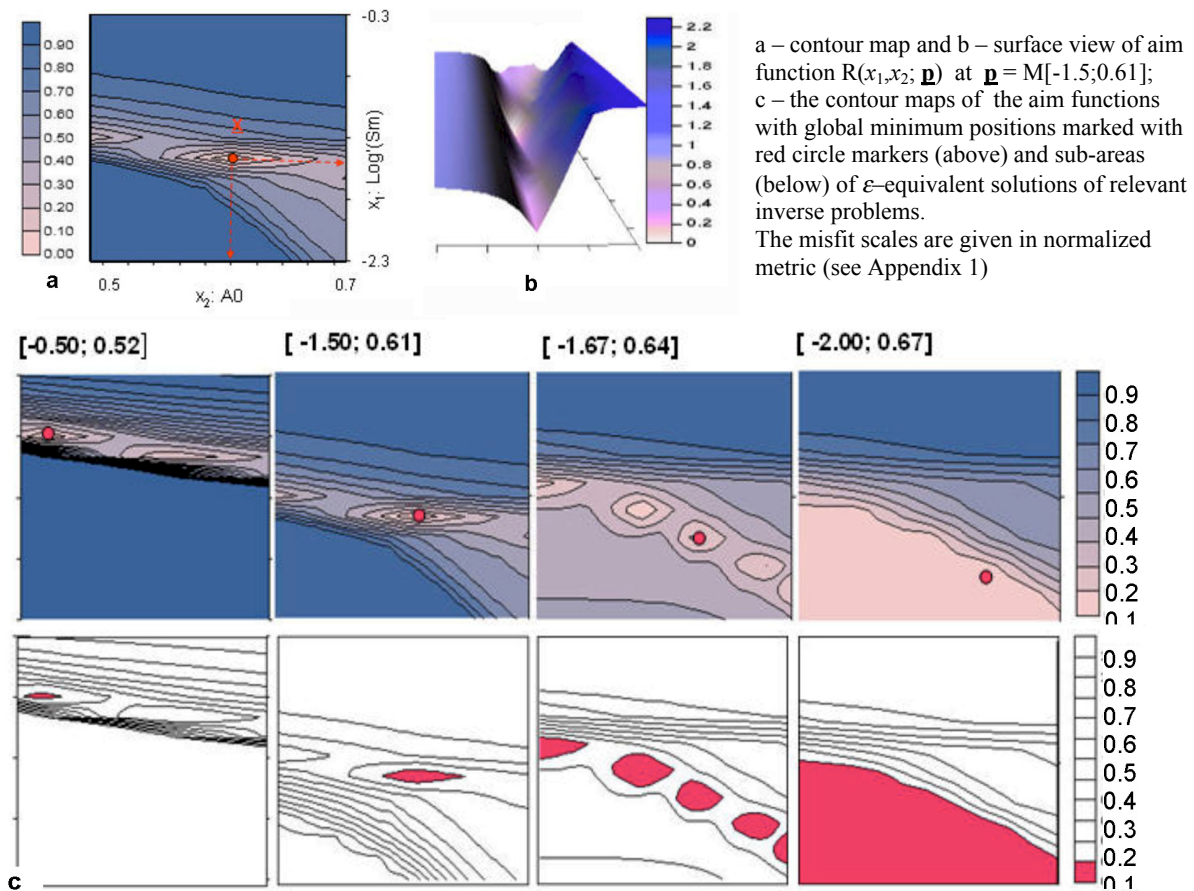 0.90
0.80
0.70
0.60
0.50
0.40
0.30
0.20
0.10
0.00
X
-0.3
x1: Log'(Sm)
-2.3
0.5
0.7
x2: A0
a
2.2
2
1.8
1.6
1.4
1.2
1
0.8
0.6
0.4
0.2
0
b
a – contour map and b – surface view of aim
function R(x1,x2; p) at p = M[-1.5;0.61];
c – the contour maps of the aim functions
with global minimum positions marked with
red circle markers (above) and sub-areas
(below) of ε–equivalent solutions of relevant
inverse problems.
The misfit scales are given in normalized
metric (see Appendix 1)
[-0.50; 0.52]
[ -1.50; 0.61]
[ -1.67; 0.64]
[ -2.00; 0.67]
0.9
0.8
0.7
0.6
0.5
0.4
0.3
0.2
0.1
0.9
0.8
0.7
0.6
0.5
0.4
0.3
0.2
0.1
c